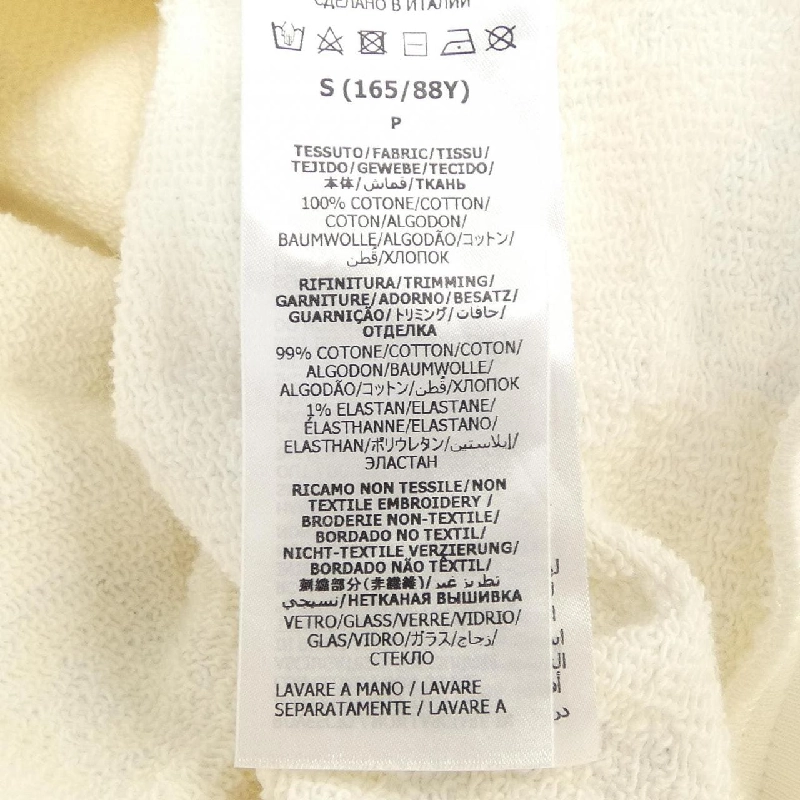 СДЕЛАНО В ИТАЛИИ
S (165/88Y)
P
TESSUTO/FABRIC/TISSU/
TEJIDO/GEWEBE/TECIDO/
本体/قماش/ТКАНЬ
100% COTONE/COTTON/
COTON/ALGODON/
BAUMWOLLE/ALGODÃO/コットン/
قطن/ХЛОПОК
RIFINITURA/TRIMMING/
GARNITURE/ADORNO/BESATZ/
GUARNIÇÃO/トリミング/حافات/
ОТДЕЛКА
99% COTONE/COTTON/COTON/
ALGODON/BAUMWOLLE/
ALGODÃO/コットン/قطن/ХЛОПОК
1% ELASTAN/ELASTANE/
ÉLASTHANNE/ELASTANO/
ELASTHAN/ポリウレタン/إيلاستين/
ЭЛАСТАН
RICAMO NON TESSILE/NON
TEXTILE EMBROIDERY /
BRODERIE NON-TEXTILE/
BORDADO NO TEXTIL/
NICHT-TEXTILE VERZIERUNG/
BORDADO NÃO TÊXTIL/
刺繍部分(非繊維)/تطريز غير
نسيجي/НЕТКАНАЯ ВЫШИВКА
VETRO/GLASS/VERRE/VIDRIO/
GLAS/VIDRO/ガラス/زجاج/
СТЕКЛО
LAVARE A MANO / LAVARE
SEPARATAMENTE / LAVARE A